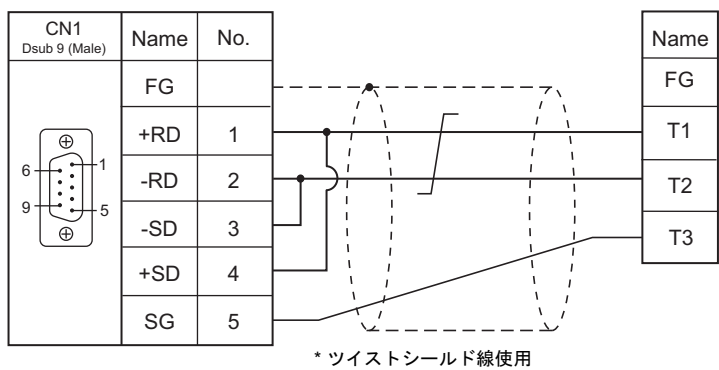 CN1
Dsub 9 (Male)
Name No.
FG
+RD 1
-RD 2
-SD 3
+SD 4
SG 5
6
1
9
5
Name
FG
T1
T2
T3
* ツイストシールド線使用